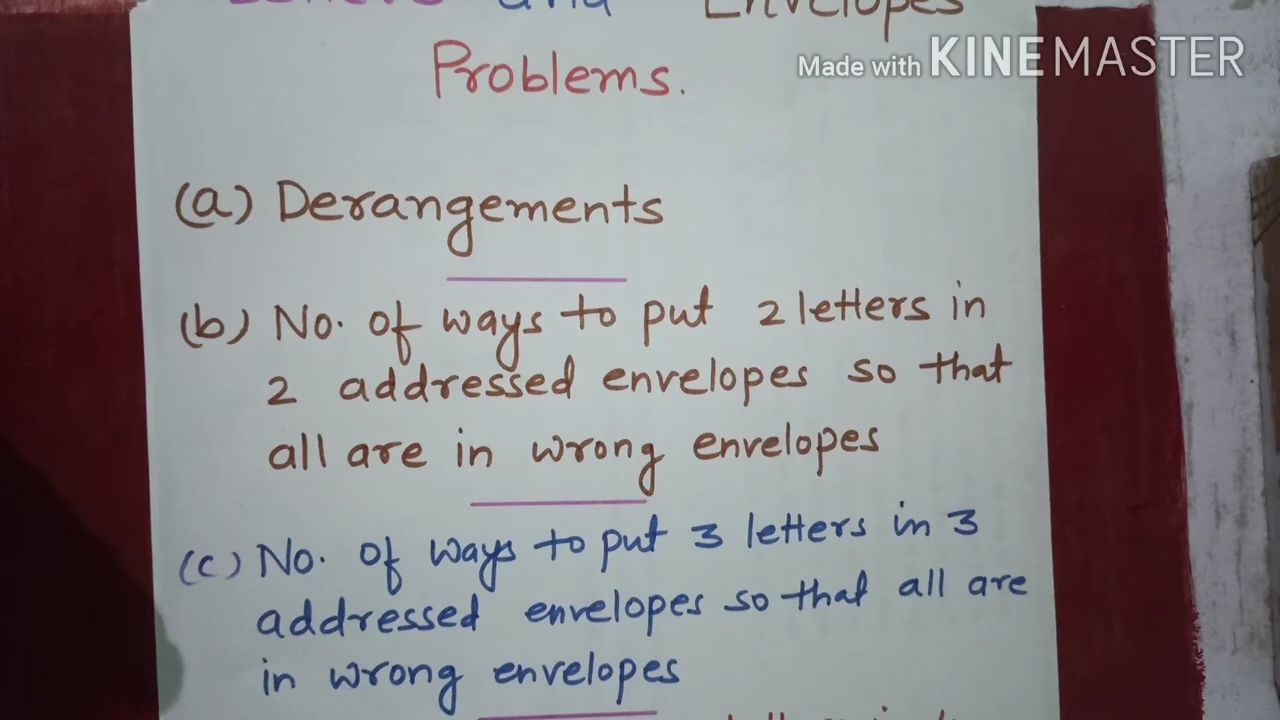 and Envelopes
Problems.
Made with KINEMASTER
(a) Derangements
(b) No. of ways to put 2 letters in
2 addressed envelopes so that
all are in wrong envelopes
(c) No. of ways to put 3 letters in 3
addressed envelopes so that all are
in wrong envelopes